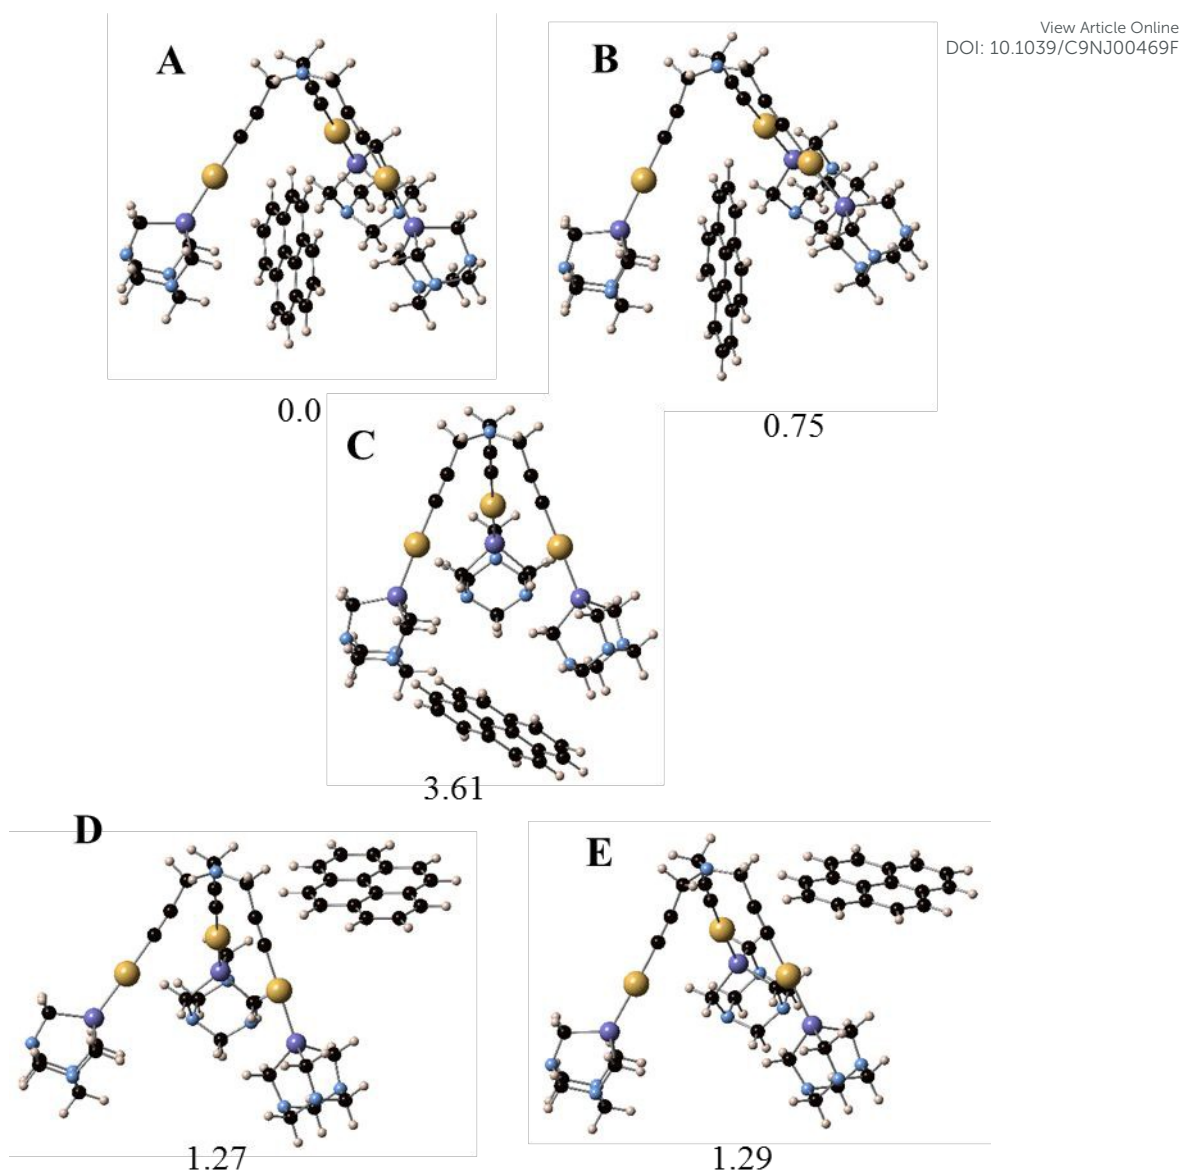 View Article Online
DOI: 10.1039/C9NJ00469F
A
B
0.0
0.75
C
3.61
D
E
1.27
1.29